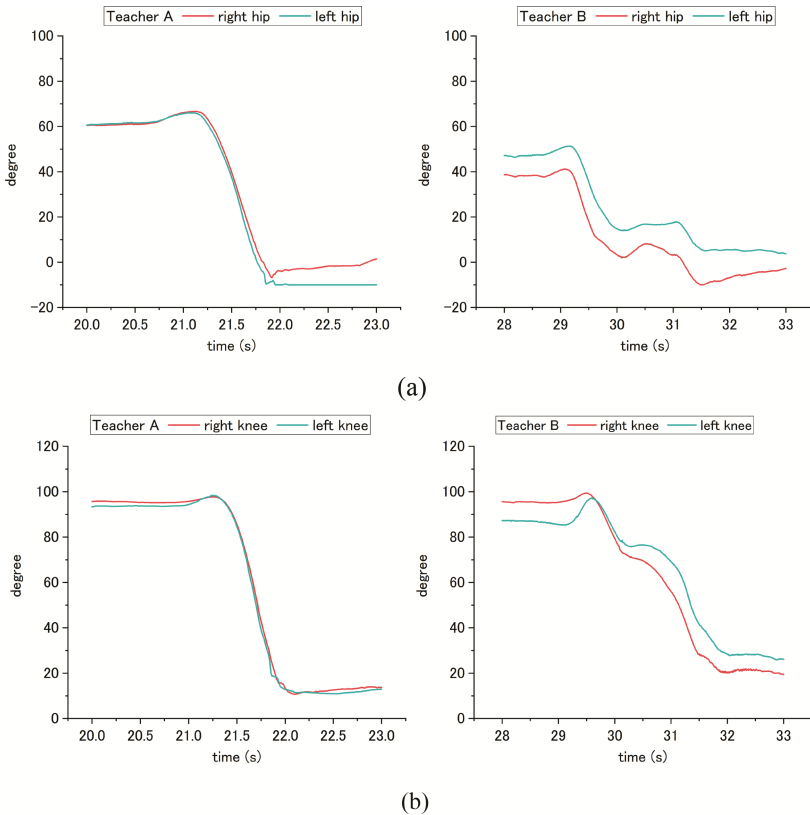 Teacher A right hip left hip
100
80
60
40
20
0
−20
degree
20.0 20.5 21.0 21.5 22.0 22.5 23.0
time (s)
Teacher B right hip left hip
100
80
60
40
20
0
−20
degree
28 29 30 31 32 33
time (s)
(a)
Teacher A right knee left knee
120
100
80
60
40
20
0
degree
20.0 20.5 21.0 21.5 22.0 22.5 23.0
time (s)
Teacher B right knee left knee
120
100
80
60
40
20
0
degree
28 29 30 31 32 33
time (s)
(b)